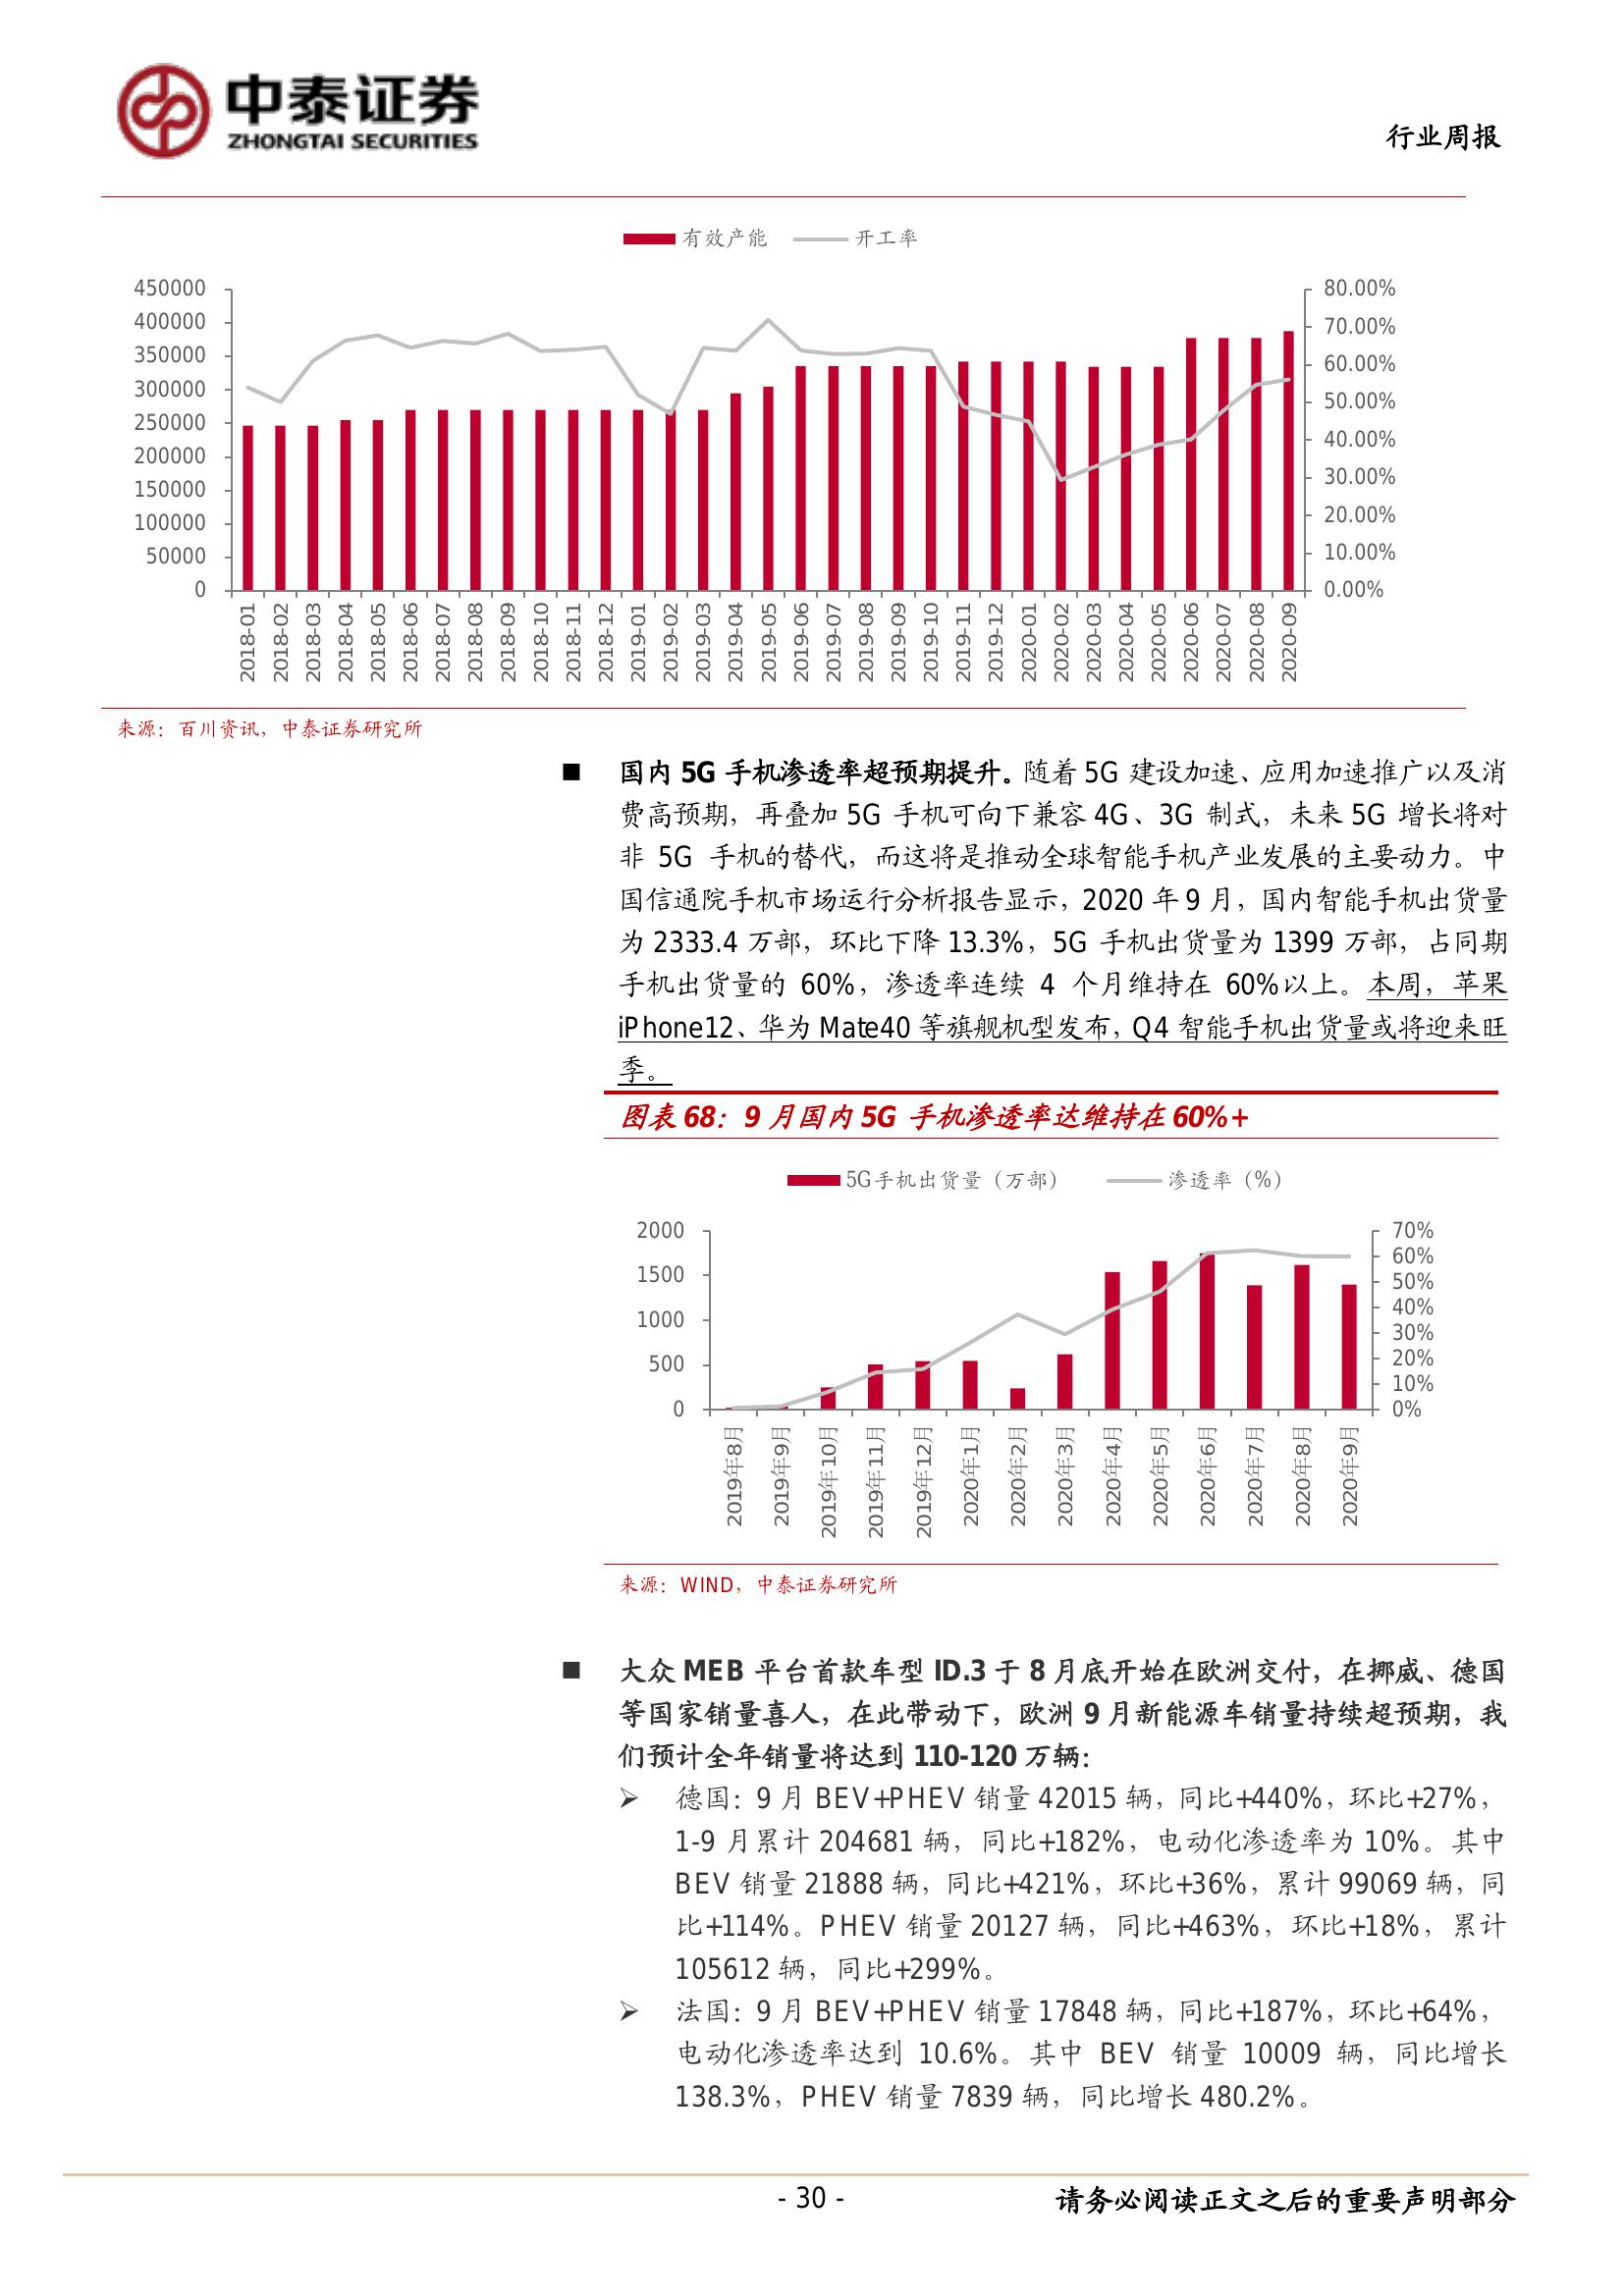 中泰证券
ZHONGTAI SECURITIES
行业周报
有效产能 开工率
450000
400000
350000
300000
250000
200000
150000
100000
50000
0
80.00%
70.00%
60.00%
50.00%
40.00%
30.00%
20.00%
10.00%
0.00%
2018-01
2018-02
2018-03
2018-04
2018-05
2018-06
2018-07
2018-08
2018-09
2018-10
2018-11
2018-12
2019-01
2019-02
2019-03
2019-04
2019-05
2019-06
2019-07
2019-08
2019-09
2019-10
2019-11
2019-12
2020-01
2020-02
2020-03
2020-04
2020-05
2020-06
2020-07
2020-08
2020-09
来源：百川资讯，中泰证券研究所
■ 国内 5G 手机渗透率超预期提升。随着 5G 建设加速、应用加速推广以及消
费高预期，再叠加 5G 手机可向下兼容 4G、3G 制式，未来 5G 增长将对
非 5G 手机的替代，而这将是推动全球智能手机产业发展的主要动力。中
国信通院手机市场运行分析报告显示，2020 年 9 月，国内智能手机出货量
为 2333.4 万部，环比下降 13.3%，5G 手机出货量为 1399 万部，占同期
手机出货量的 60%，渗透率连续 4 个月维持在 60%以上。本周，苹果
iPhone12、华为 Mate40 等旗舰机型发布，Q4 智能手机出货量或将迎来旺
季。
图表 68：9 月国内 5G 手机渗透率达维持在 60%+
5G手机出货量（万部） 渗透率（%）
2000
1500
1000
500
0
70%
60%
50%
40%
30%
20%
10%
0%
2019年8月
2019年9月
2019年10月
2019年11月
2019年12月
2020年1月
2020年2月
2020年3月
2020年4月
2020年5月
2020年6月
2020年7月
2020年8月
2020年9月
来源：WIND，中泰证券研究所
■ 大众 MEB 平台首款车型 ID.3 于 8 月底开始在欧洲交付，在挪威、德国
等国家销量喜人，在此带动下，欧洲 9 月新能源车销量持续超预期，我
们预计全年销量将达到 110-120 万辆：
➢ 德国：9 月 BEV+PHEV 销量 42015 辆，同比+440%，环比+27%，
1-9 月累计 204681 辆，同比+182%，电动化渗透率为 10%。其中
BEV 销量 21888 辆，同比+421%，环比+36%，累计 99069 辆，同
比+114%。PHEV 销量 20127 辆，同比+463%，环比+18%，累计
105612 辆，同比+299%。
➢ 法国：9 月 BEV+PHEV 销量 17848 辆，同比+187%，环比+64%，
电动化渗透率达到 10.6%。其中 BEV 销量 10009 辆，同比增长
138.3%，PHEV 销量 7839 辆，同比增长 480.2%。
- 30 -
请务必阅读正文之后的重要声明部分